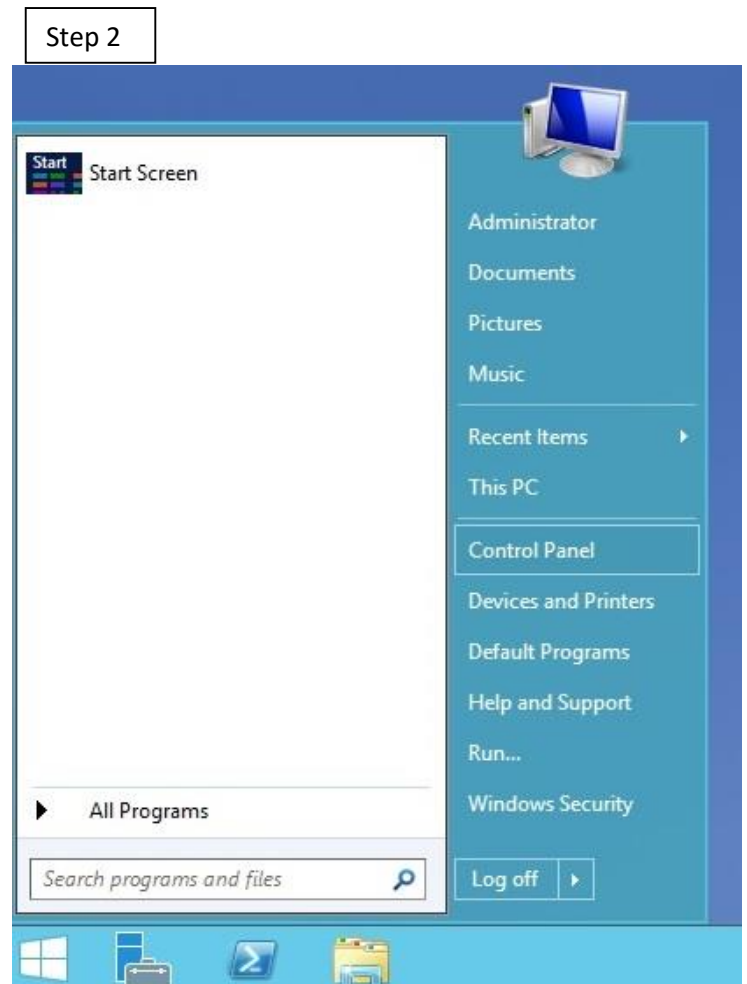 Step 2
Start
Start Screen
Administrator
Documents
Pictures
Music
Recent Items
This PC
Control Panel
Devices and Printers
Default Programs
Help and Support
Run...
Windows Security
All Programs
Search programs and files
Log off